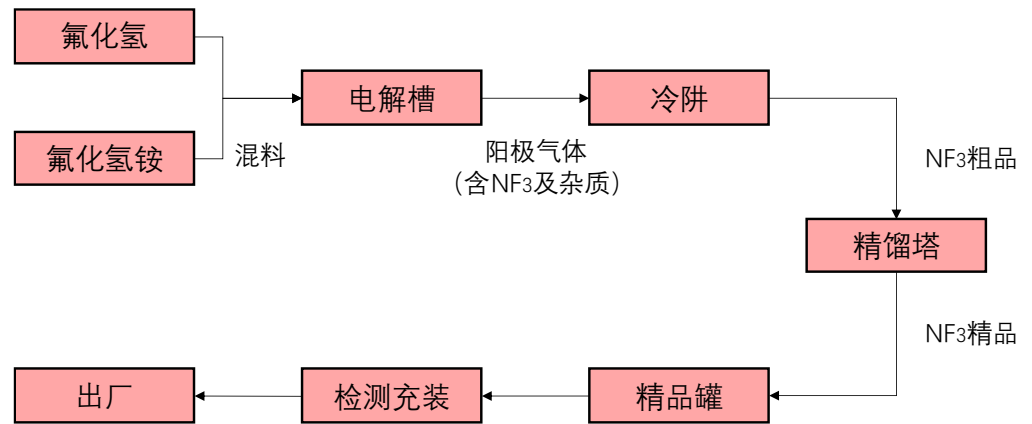 氟化氢
氟化氢铵
混料
电解槽
阳极气体
（含NF3及杂质）
冷阱
NF3粗品
精馏塔
NF3精品
精品罐
检测充装
出厂